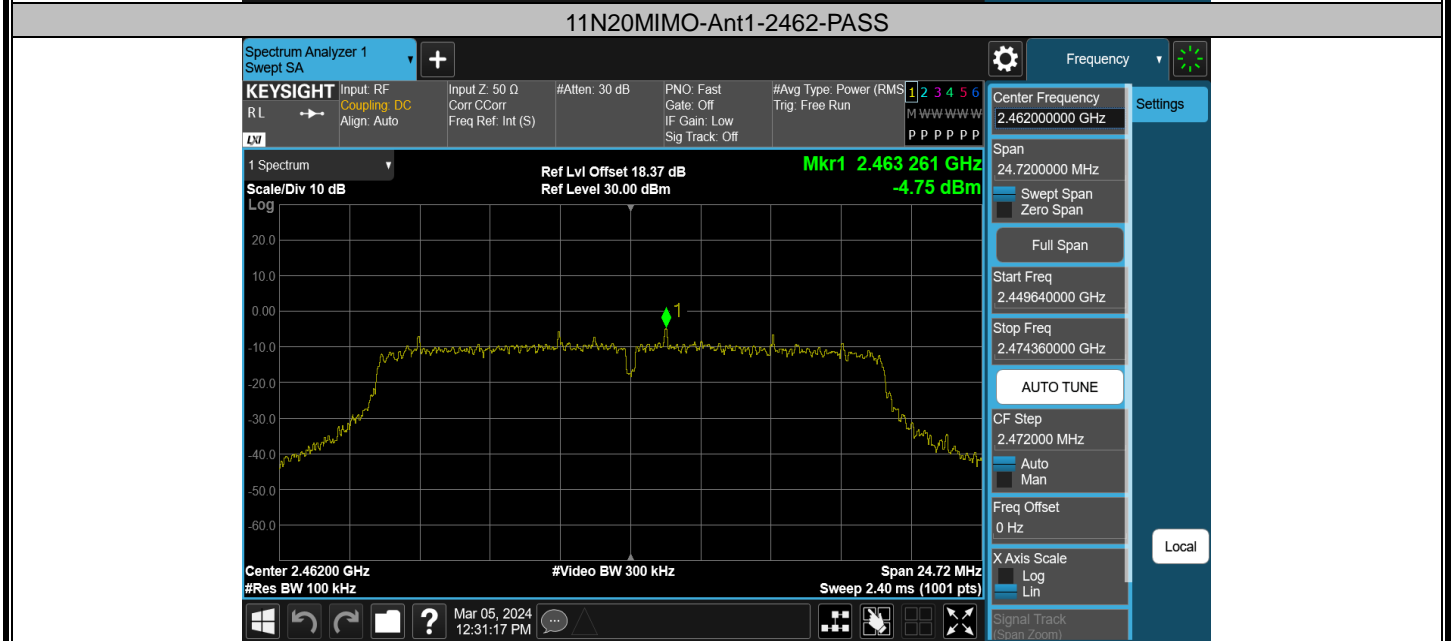 11N20MIMO-Ant1-2462-PASS
Spectrum Analyzer 1
Swept SA
+
Frequency
KEYSIGHT
RL
LXI
Input: RF
Coupling: DC
Align: Auto
Input Z: 50 Ω
Corr CCorr
Freq Ref: Int (S)
#Atten: 30 dB
PNO: Fast
Gate: Off
IF Gain: Low
Sig Track: Off
#Avg Type: Power (RMS
Trig: Free Run
1 2 3 4 5 6
M W W W W W
P P P P P P
1 Spectrum
Scale/Div 10 dB
Log
Ref Lvl Offset 18.37 dB
Ref Level 30.00 dBm
Mkr1 2.463 261 GHz
-4.75 dBm
1
20.0
10.0
0.00
-10.0
-20.0
-30.0
-40.0
-50.0
-60.0
Center 2.46200 GHz
#Res BW 100 kHz
#Video BW 300 kHz
Span 24.72 MHz
Sweep 2.40 ms (1001 pts)
Center Frequency
2.462000000 GHz
Span
24.7200000 MHz
Swept Span
Zero Span
Full Span
Start Freq
2.449640000 GHz
Stop Freq
2.474360000 GHz
AUTO TUNE
CF Step
2.472000 MHz
Auto
Man
Freq Offset
0 Hz
X Axis Scale
Log
Lin
Signal Track
(Span Zoom)
Settings
Local
?
Mar 05, 2024
12:31:17 PM